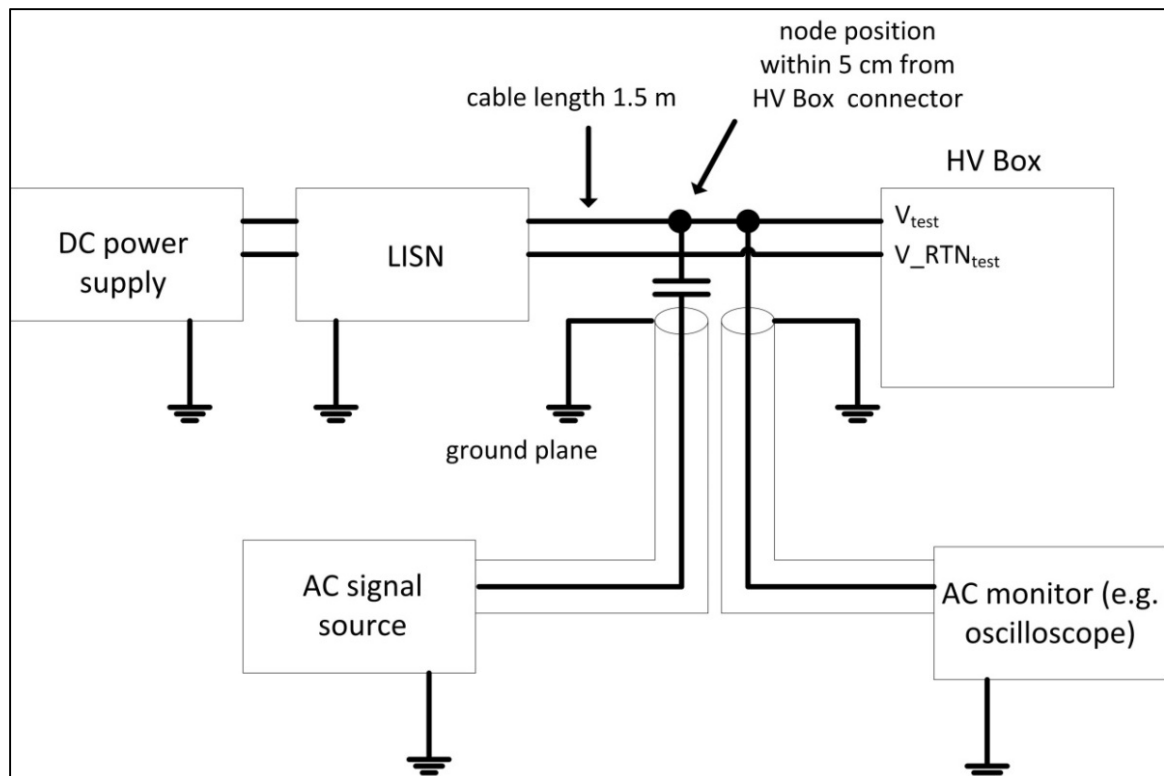 node position
within 5 cm from
HV Box connector
cable length 1.5 m
HV Box
DC power
supply
LISN
Vtest
V_RTNtest
ground plane
AC signal
source
AC monitor (e.g.
oscilloscope)